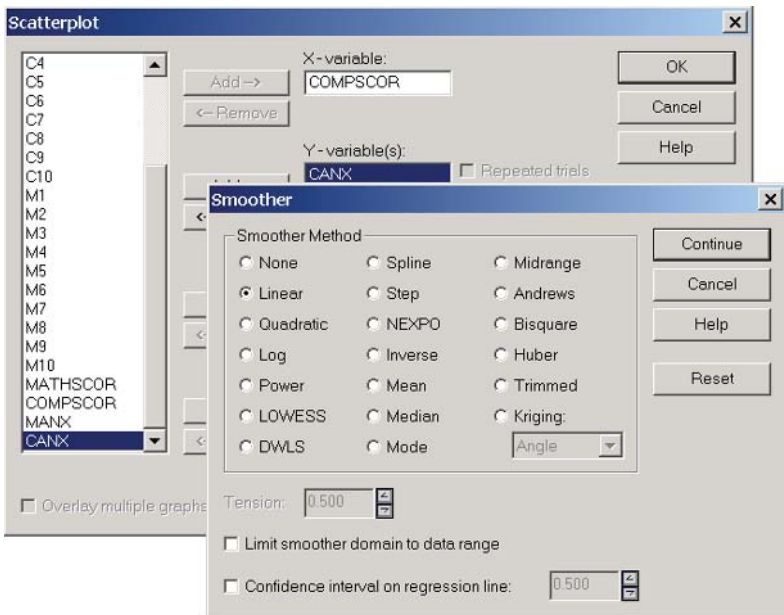 Scatterplot
C4
C5
C6
C7
C8
C9
C10
M1
M2
M3
M4
M5
M6
M7
M8
M9
M10
MATHSCOR
COMPSCOR
MANX
CANX
Add -->
<-- Remove
X-variable:
COMPSCOR
Y-variable(s):
CANX
Repeated trials
OK
Cancel
Help
Overlay multiple graphs
Smoother
Smoother Method
None
Spline
Midrange
Linear
Step
Andrews
Quadratic
NEXPO
Bisquare
Log
Inverse
Huber
Power
Mean
Trimmed
LOWESS
Median
Kriging:
DWLS
Mode
Angle
Continue
Cancel
Help
Reset
Tension:
0.500
Limit smoother domain to data range
Confidence interval on regression line:
0.500